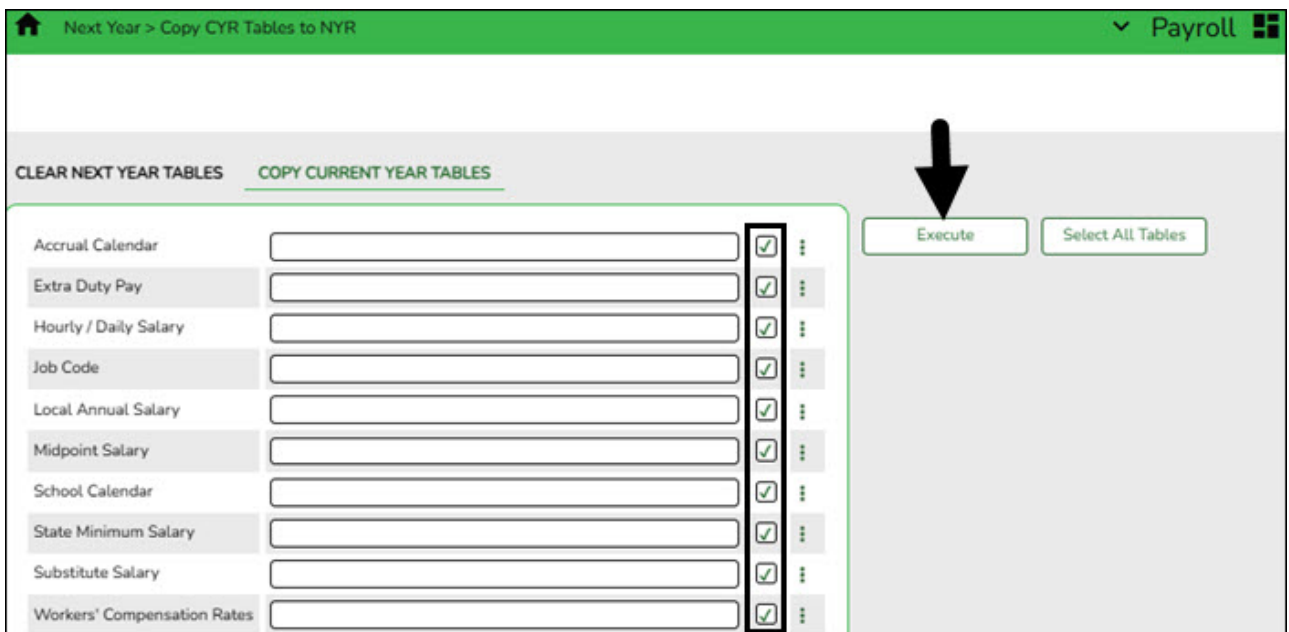 Next Year > Copy CYR Tables to NYR
Payroll
CLEAR NEXT YEAR TABLES
COPY CURRENT YEAR TABLES
Execute
Select All Tables
Accrual Calendar
Extra Duty Pay
Hourly / Daily Salary
Job Code
Local Annual Salary
Midpoint Salary
School Calendar
State Minimum Salary
Substitute Salary
Workers' Compensation Rates